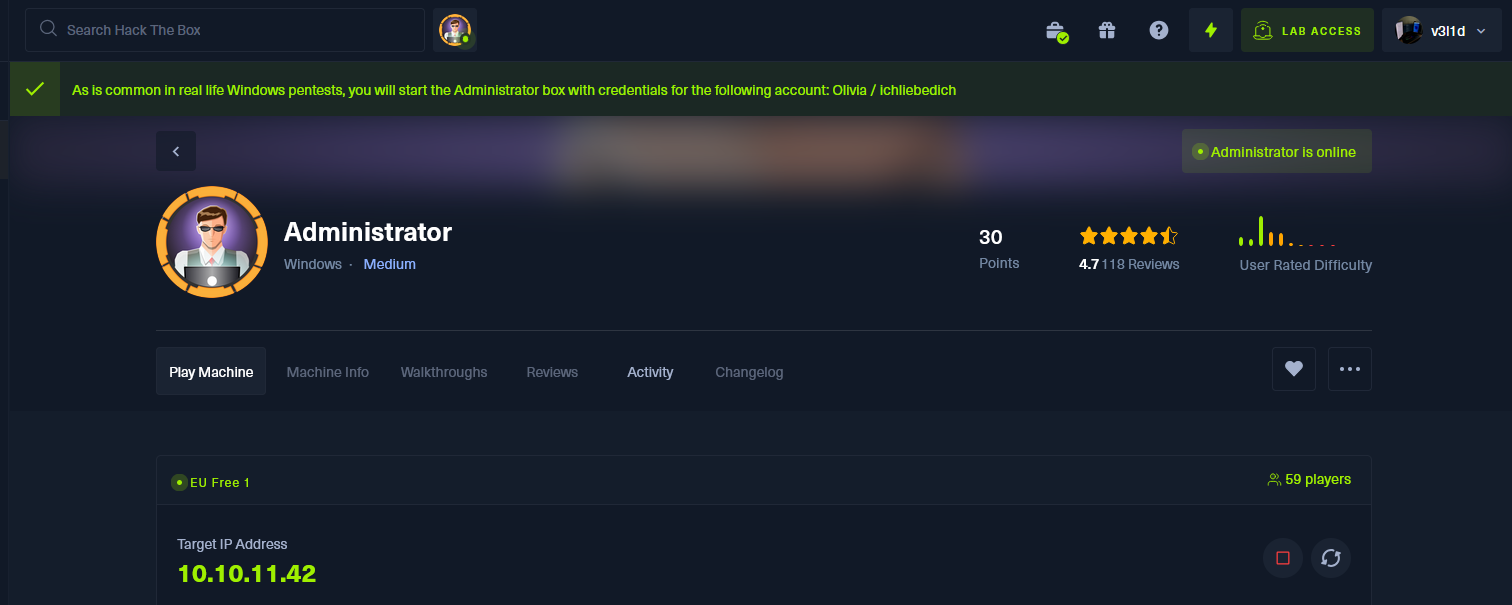 Search Hack The Box
LAB ACCESS
v3l1d
As is common in real life Windows pentests, you will start the Administrator box with credentials for the following account: Olivia / ichliebedich
Administrator is online
Administrator
Windows · Medium
30
Points
4.7 118 Reviews
User Rated Difficulty
Play Machine
Machine Info
Walkthroughs
Reviews
Activity
Changelog
EU Free 1
59 players
Target IP Address
10.10.11.42